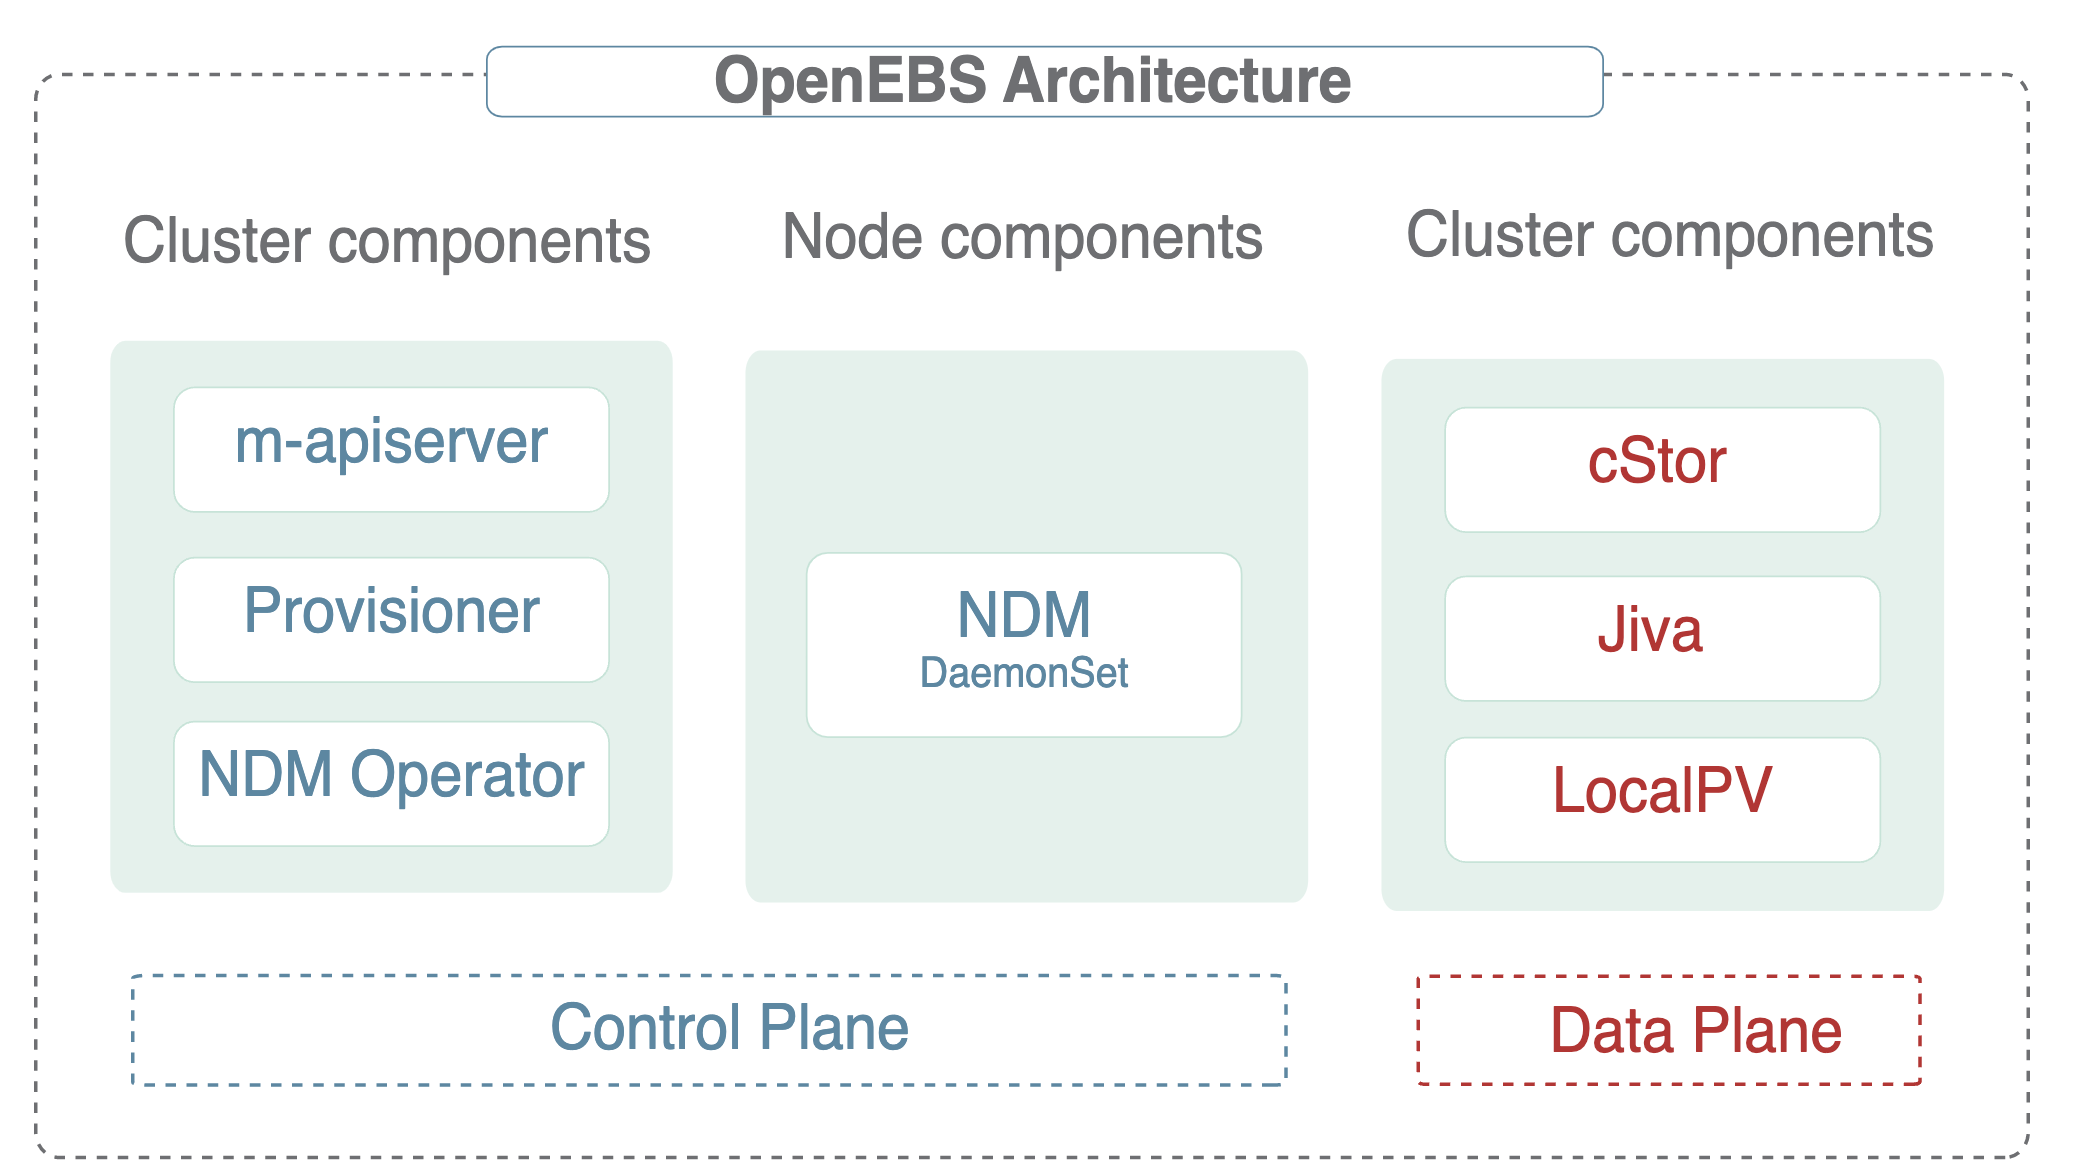 OpenEBS Architecture
Cluster components
m-apiserver
Provisioner
NDM Operator
Node components
NDM
DaemonSet
Cluster components
cStor
Jiva
LocalPV
Control Plane
Data Plane